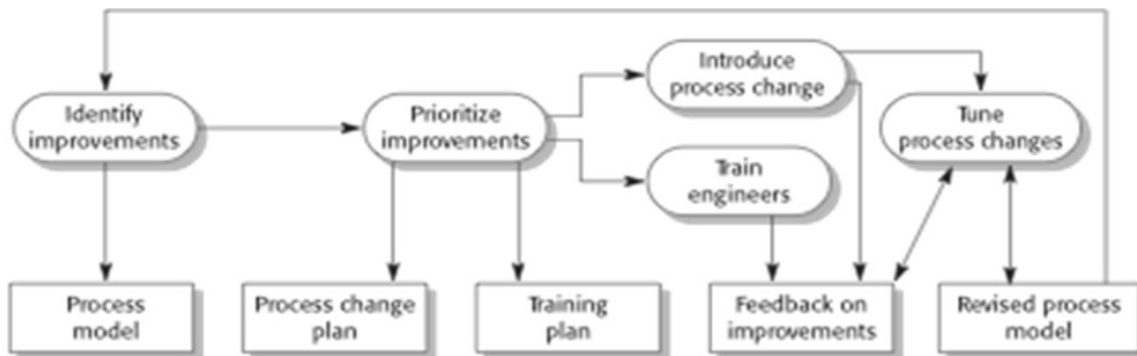 Introduce
process change
Identify
improvements
Prioritize
improvements
Tune
process changes
Train
engineers
Process
model
Process change
plan
Training
plan
Feedback on
improvements
Revised process
model